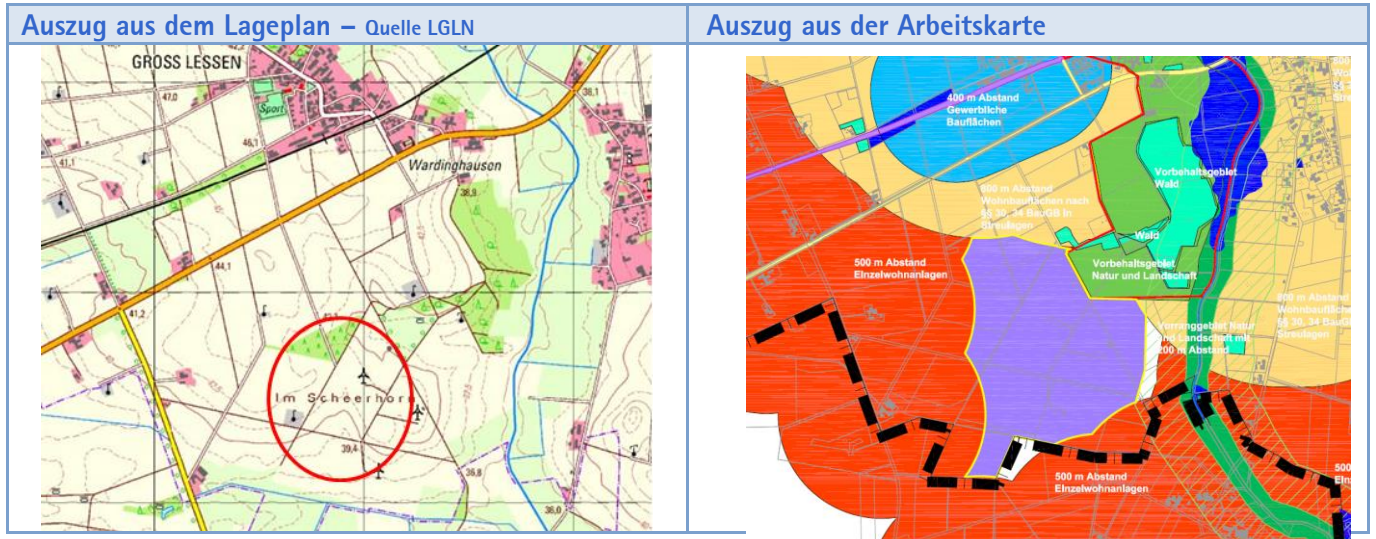 Auszug aus dem Lageplan – Quelle LGLN
GROSS LESSEN
47,0
Sport
46,1
41,1
38,1
Wardinghausen
38,9
44,1
41,2
Im Scheerhorn
39,4
36,8
38,0
Auszug aus der Arbeitskarte
400 m Abstand
Gewerbliche
Bauflächen
Vorbehaltsgebiet
Wald
800 m Abstand
Wohnbauflächen nach
§§ 30, 34 BauGB in
Streulagen
Wald
500 m Abstand
Einzelwohnanlagen
Vorbehaltsgebiet
Natur und Landschaft
800 m Abstand
Wohnbaufläche
§§ 30, 34 BauGB
Streulagen
Vorranggebiet Natur
und Landschaft mit
200 m Abstand
500 m Abstand
Einzelwohnanlagen
500